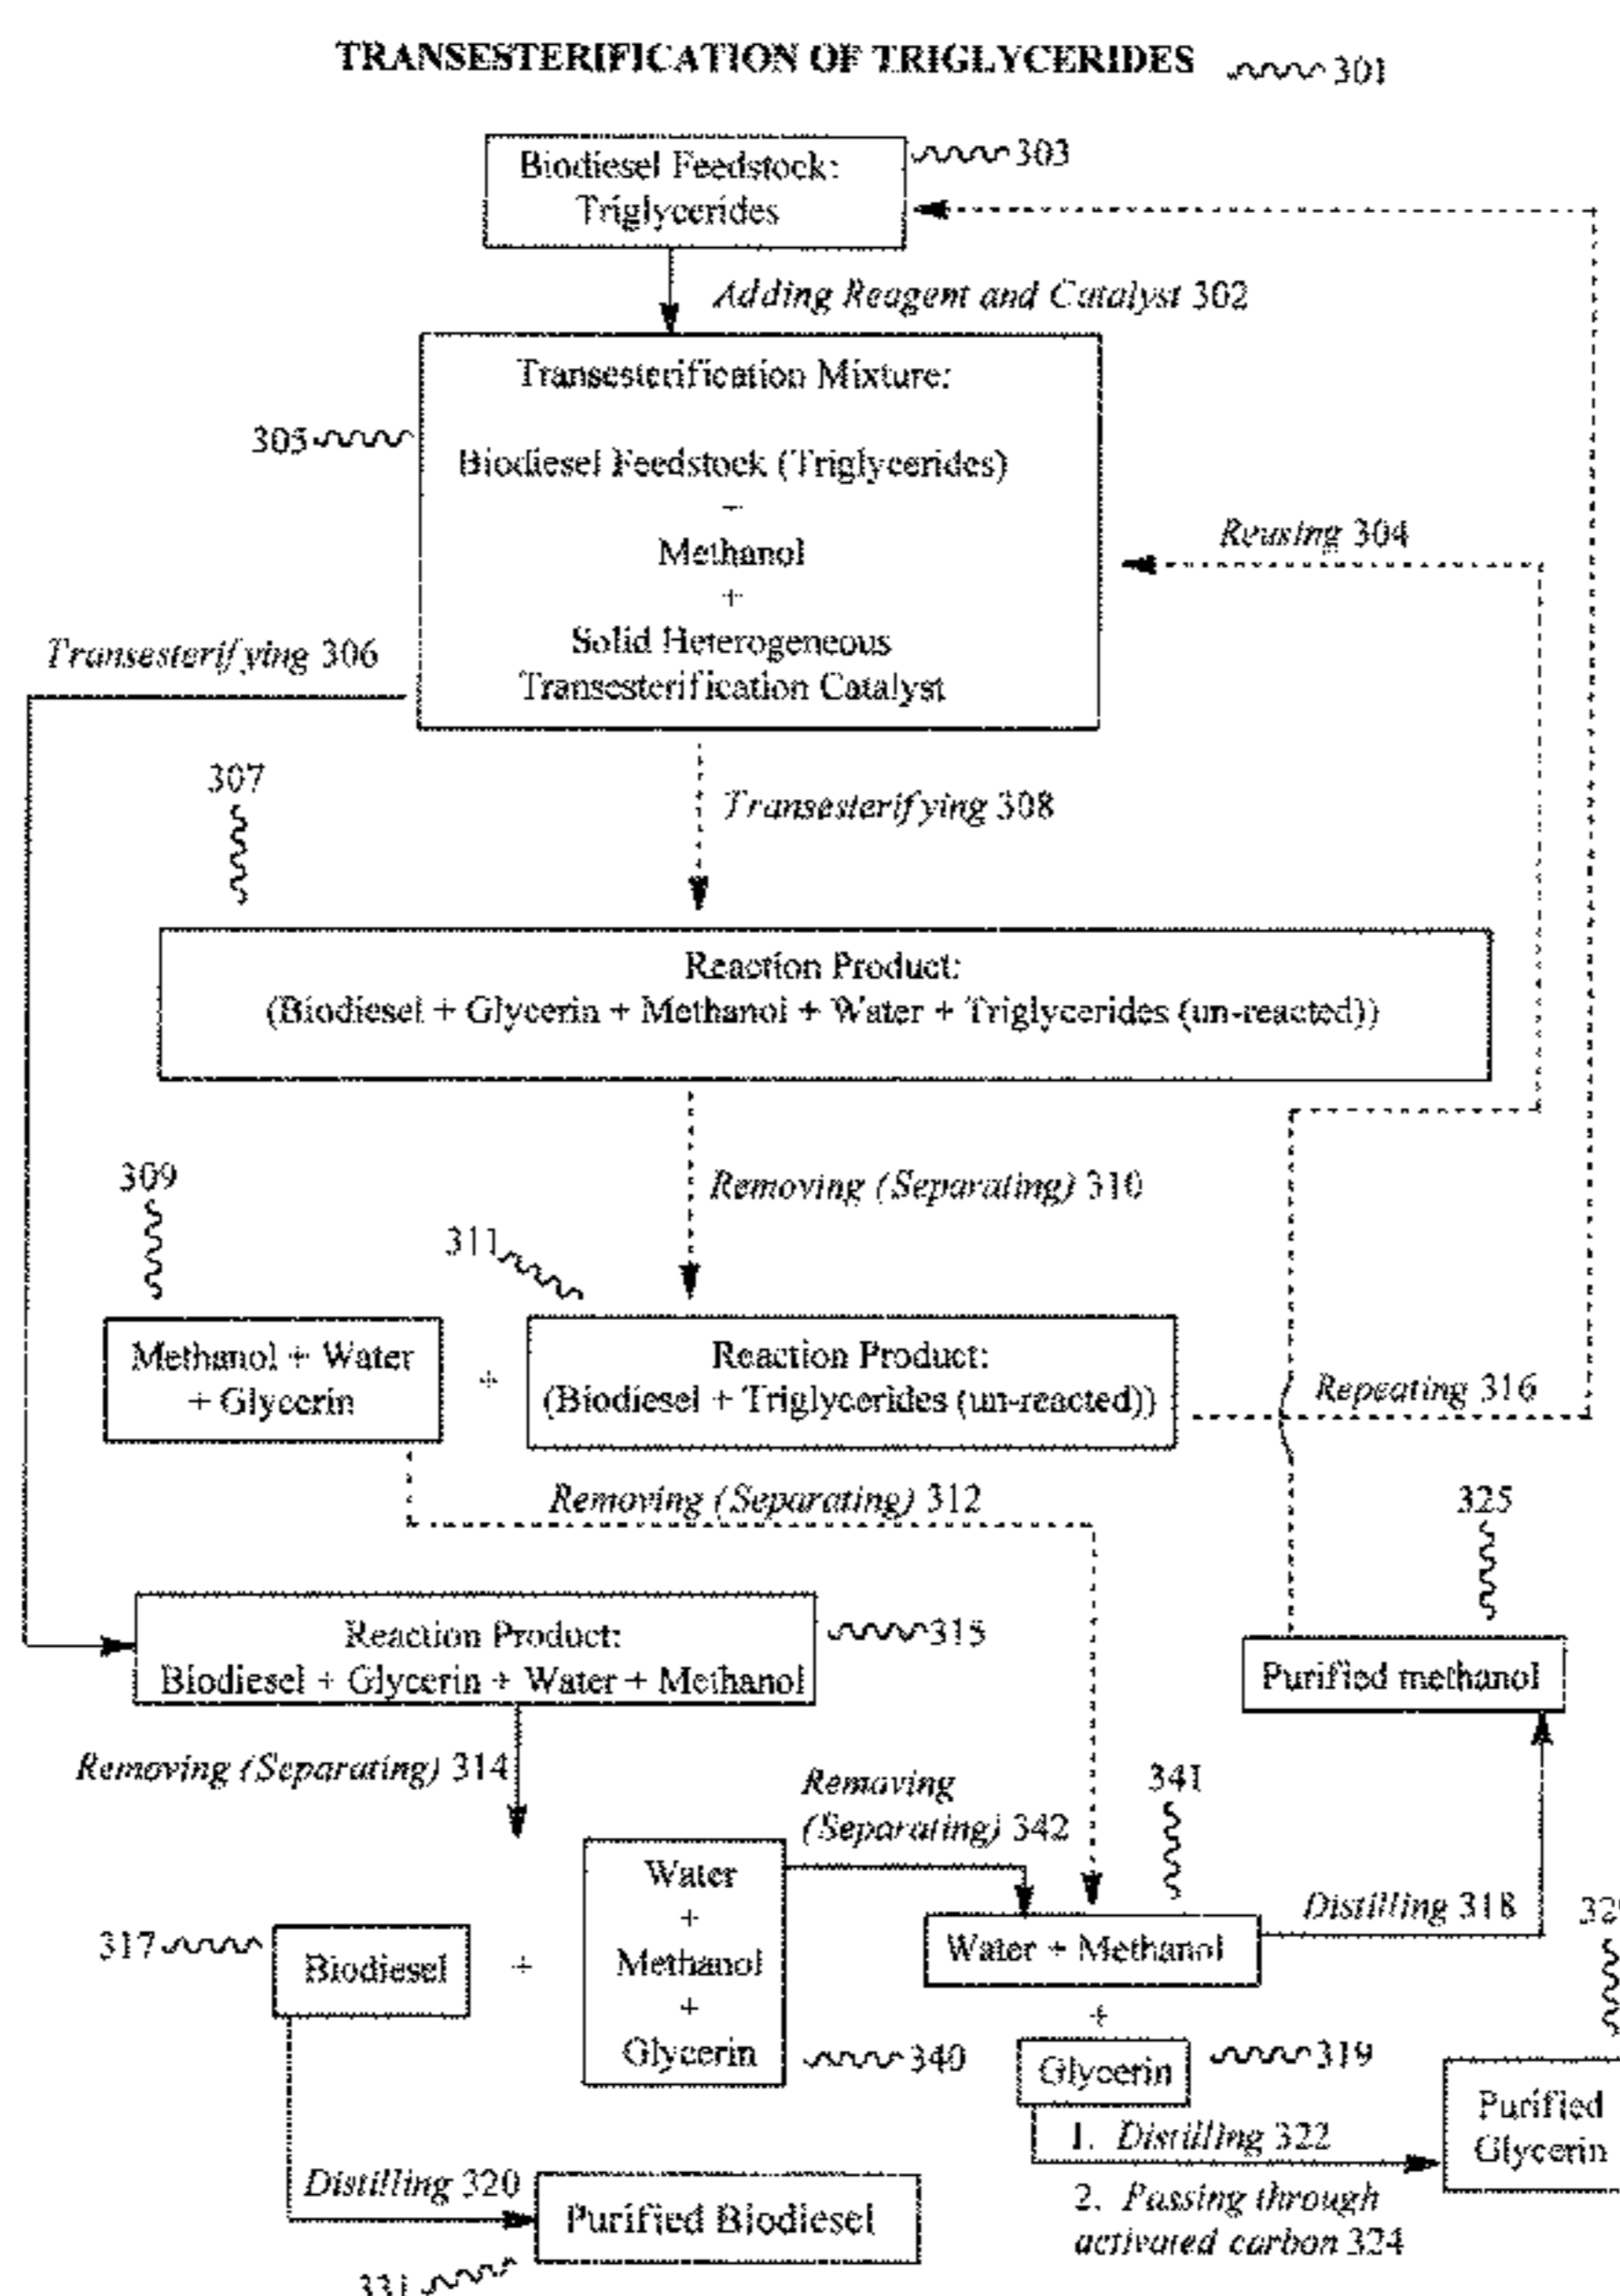 TRANSESTERIFICATION OF TRIGLYCERIDES 301
Biodiesel Feedstock: 303
Triglycerides
Adding Reagent and Catalyst 302
Transesterification Mixture:
305
Biodiesel Feedstock (Triglycerides)
+
Methanol
+
Solid Heterogeneous
Transesterification Catalyst
Reusing 304
Transesterifying 306
307
Transesterifying 308
Reaction Product:
(Biodiesel + Glycerin + Methanol + Water + Triglycerides (un-reacted))
309
Removing (Separating) 310
311
Methanol + Water
+ Glycerin
+
Reaction Product:
(Biodiesel + Triglycerides (un-reacted))
Repeating 316
Removing (Separating) 312
325
Reaction Product: 315
Biodiesel + Glycerin + Water + Methanol
Purified methanol
Removing (Separating) 314
Removing
(Separating) 342
341
Water
+
Methanol
+
Glycerin
340
317
Biodiesel
+
Water + Methanol
Distilling 318
+
Glycerin
319
Purified
Glycerin
1. Distilling 322
2. Passing through
activated carbon 324
Distilling 320
Purified Biodiesel
331